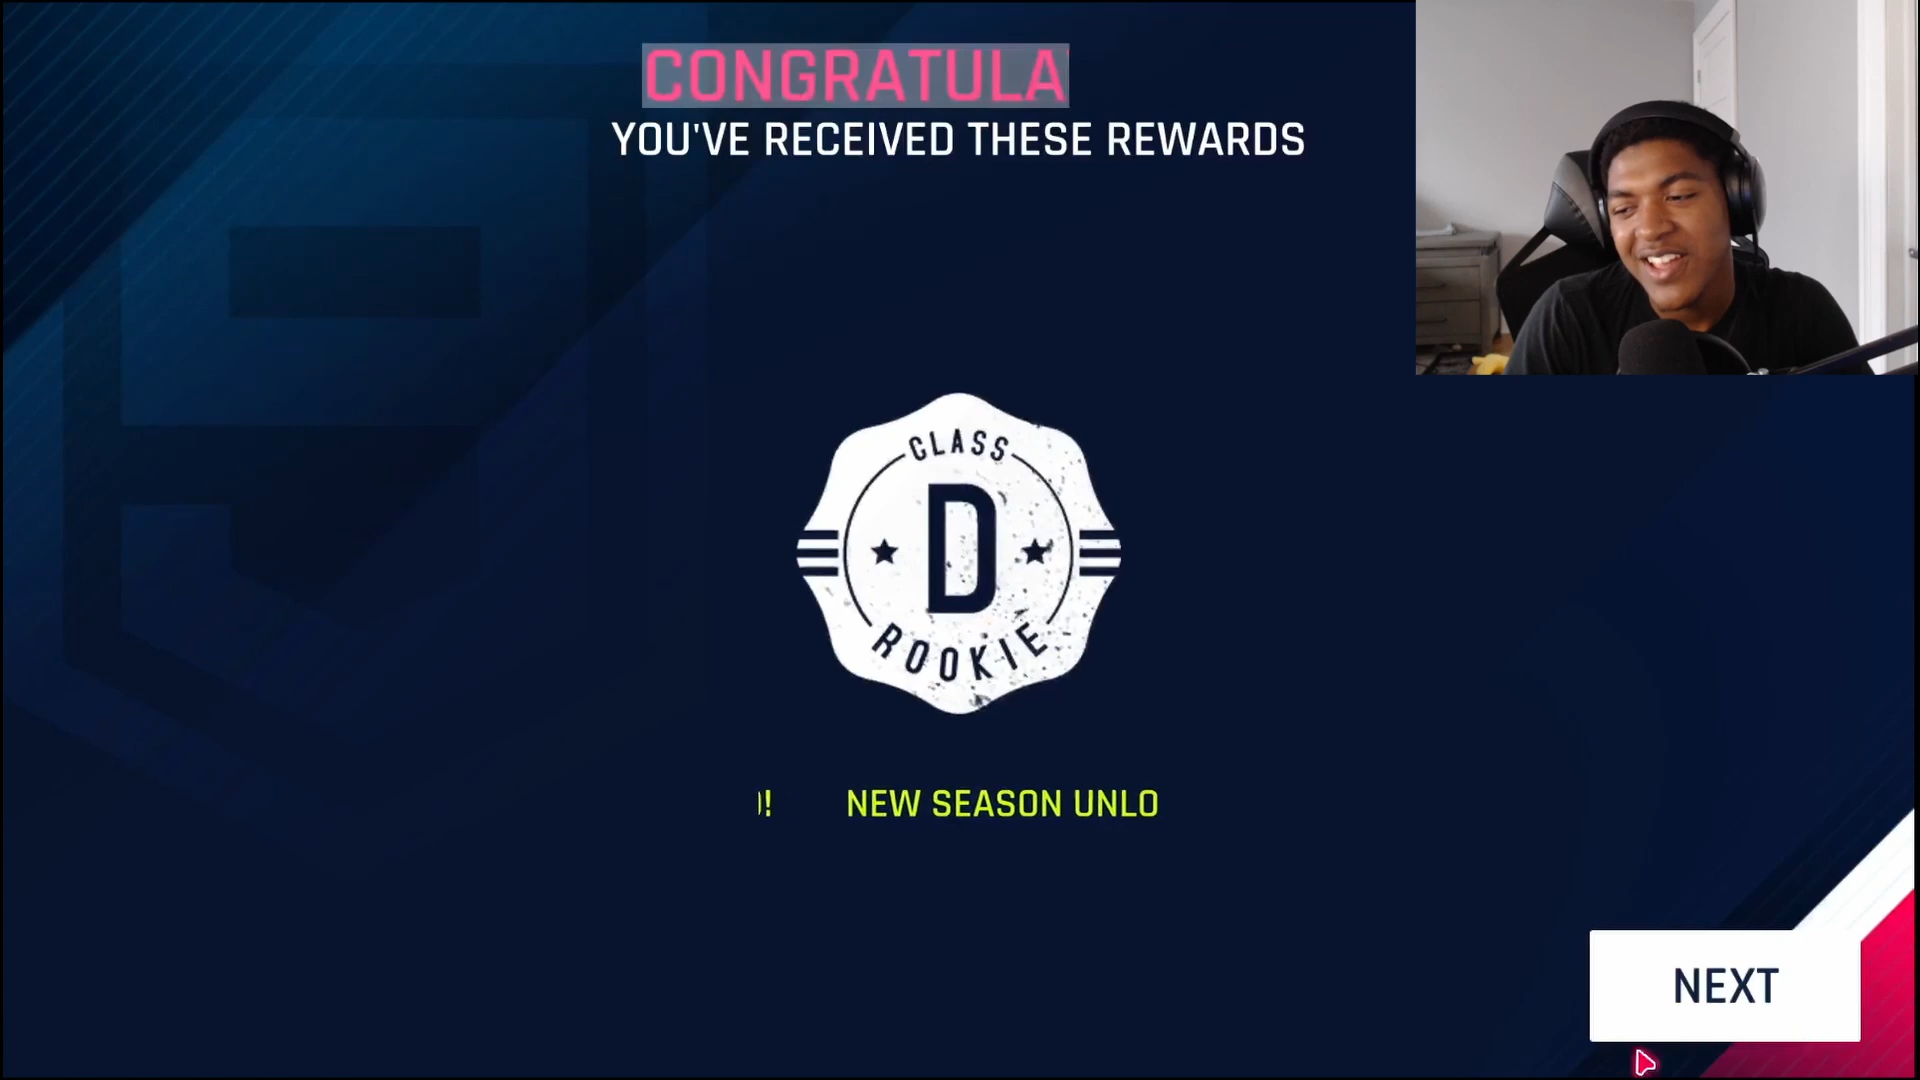 CONGRATULA
YOU'VE RECEIVED THESE REWARDS
CLASS
D
ROOKIE
! NEW SEASON UNLO
NEXT